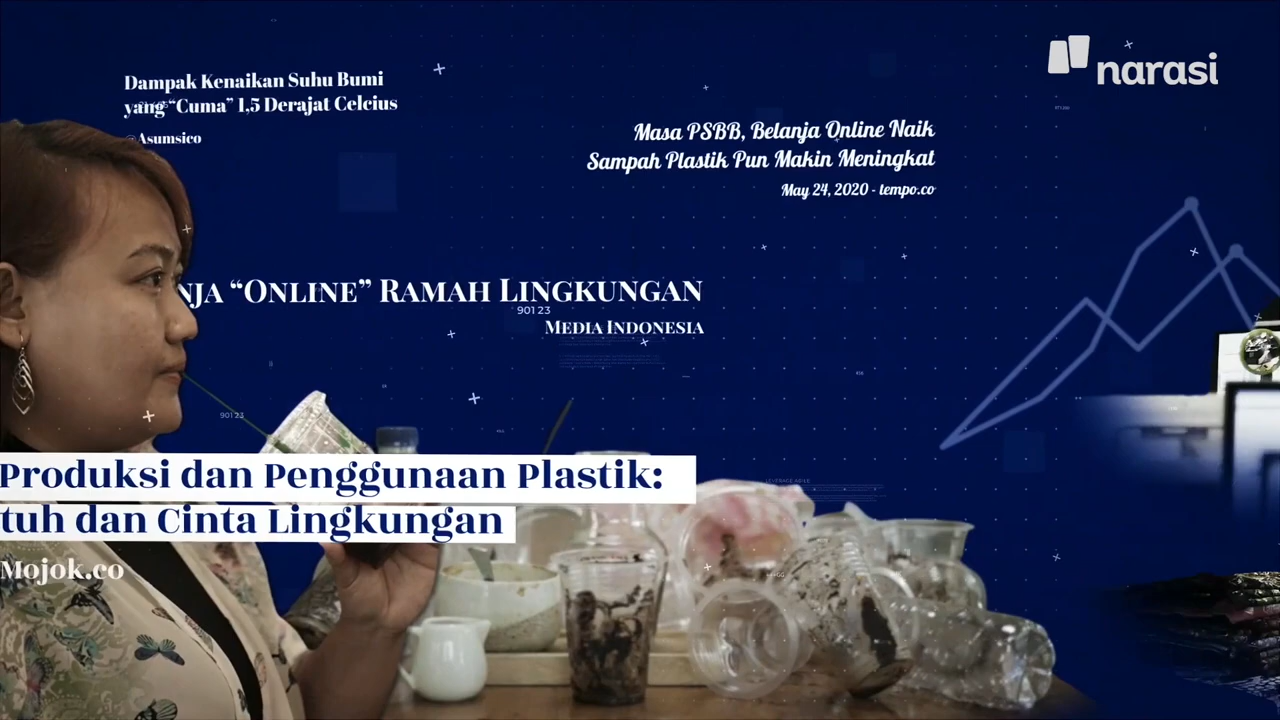 narasi
Dampak Kenaikan Suhu Bumi
yang “Cuma” 1,5 Derajat Celcius
@Asumsico
Masa PSBB, Belanja Online Naik
Sampah Plastik Pun Makin Meningkat
May 24, 2020 - tempo.co
NJA “ONLINE” RAMAH LINGKUNGAN
90123
MEDIA INDONESIA
90123
Produksi dan Penggunaan Plastik:
tuh dan Cinta Lingkungan
Mojok.co